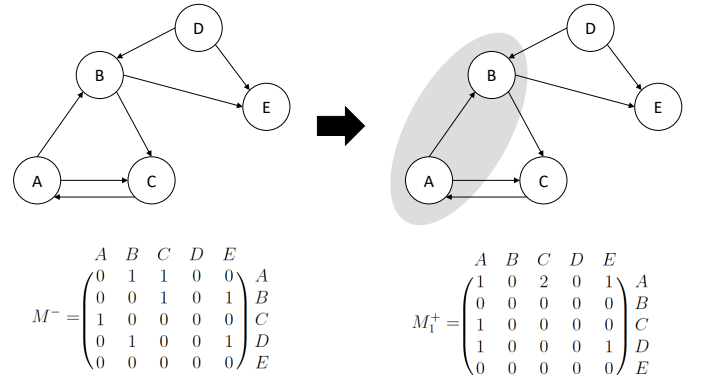 D
B
E
A
C
D
B
E
A
C
A B C D E
M⁻ = 0 1 1 0 0 A
0 0 1 0 1 B
1 0 0 0 0 C
0 1 0 0 1 D
0 0 0 0 0 E
A B C D E
M₁⁺ = 1 0 2 0 1 A
0 0 0 0 0 B
1 0 0 0 0 C
1 0 0 0 1 D
0 0 0 0 0 E